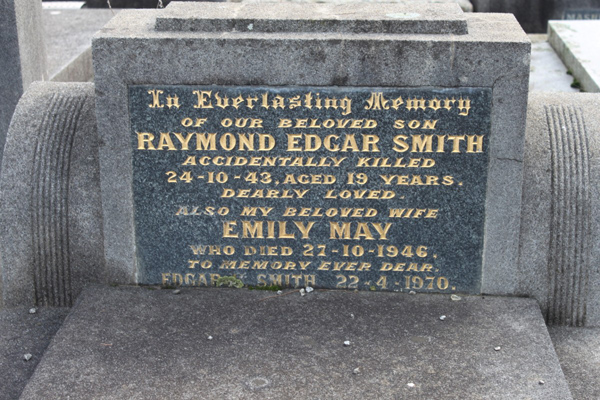 In Everlasting Memory
OF OUR BELOVED SON
RAYMOND EDGAR SMITH
ACCIDENTALLY KILLED
24-10-43, AGED 19 YEARS.
DEARLY LOVED.
ALSO MY BELOVED WIFE
EMILY MAY
WHO DIED 27-10-1946.
TO MEMORY EVER DEAR.
EDGAR SMITH 22-4-1970.